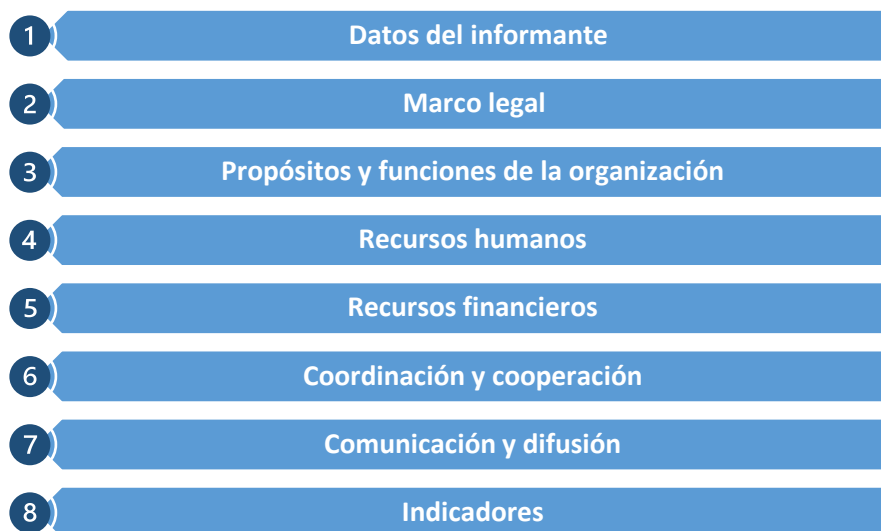 1 Datos del informante
2 Marco legal
3 Propósitos y funciones de la organización
4 Recursos humanos
5 Recursos financieros
6 Coordinación y cooperación
7 Comunicación y difusión
8 Indicadores